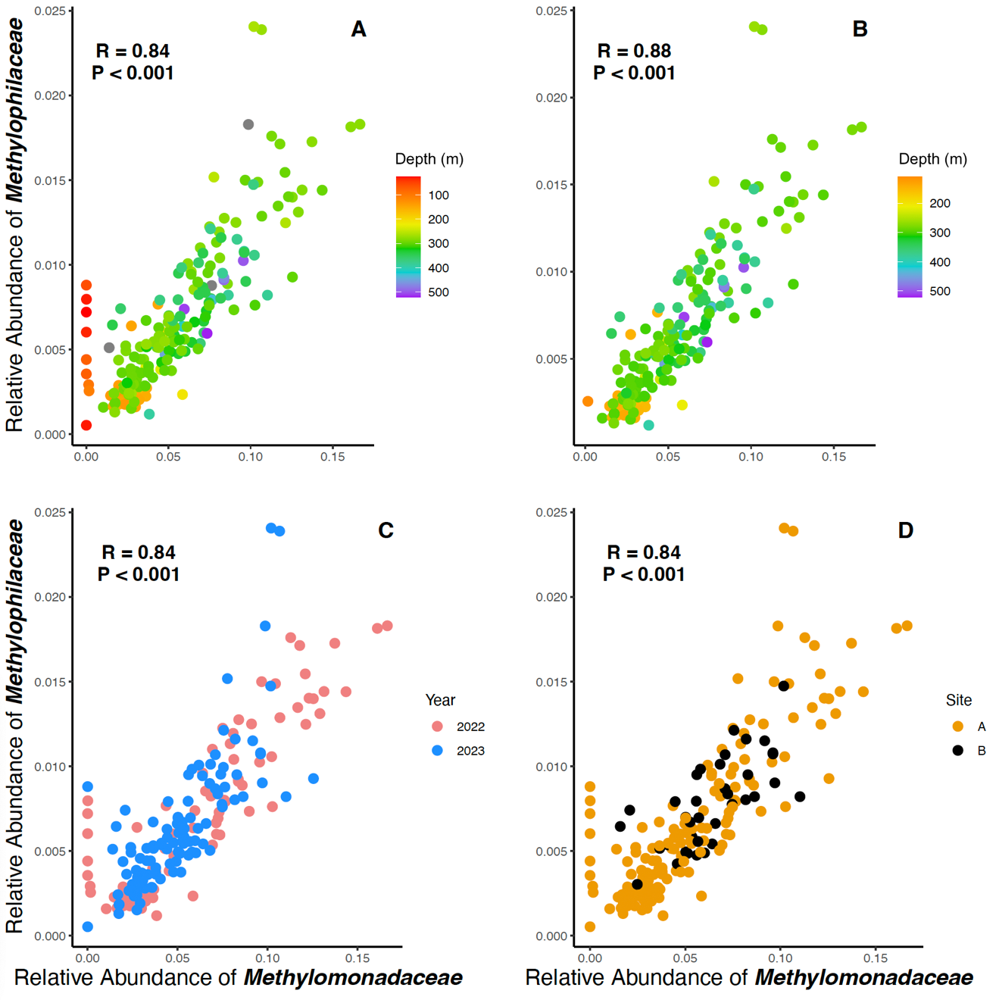 A
R = 0.84
P < 0.001
Relative Abundance of Methylophilaceae
0.025
0.020
0.015
0.010
0.005
0.000
0.00 0.05 0.10 0.15
Depth (m)
100
200
300
400
500
B
R = 0.88
P < 0.001
0.025
0.020
0.015
0.010
0.005
0.00 0.05 0.10 0.15
Depth (m)
200
300
400
500
C
R = 0.84
P < 0.001
Relative Abundance of Methylophilaceae
0.025
0.020
0.015
0.010
0.005
0.000
0.00 0.05 0.10 0.15
Relative Abundance of Methylomonadaceae
Year
2022
2023
D
R = 0.84
P < 0.001
0.025
0.020
0.015
0.010
0.005
0.000
0.00 0.05 0.10 0.15
Relative Abundance of Methylomonadaceae
Site
A
B